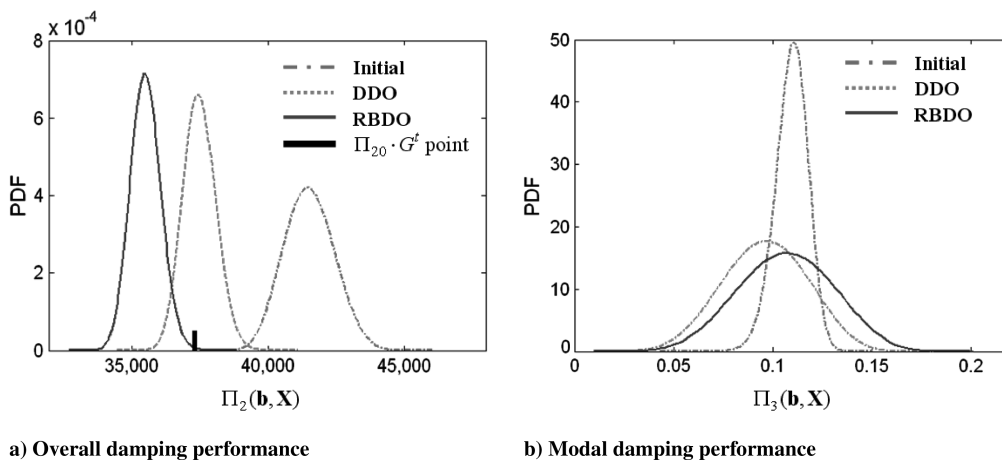 × 10⁻⁴
8
6
4
2
0
PDF
35,000 40,000 45,000
Π₂(b, X)
Initial
DDO
RBDO
Π₂₀ · Gᵗ point
a) Overall damping performance
50
40
30
20
10
0
PDF
0 0.05 0.1 0.15 0.2
Π₃(b, X)
Initial
DDO
RBDO
b) Modal damping performance